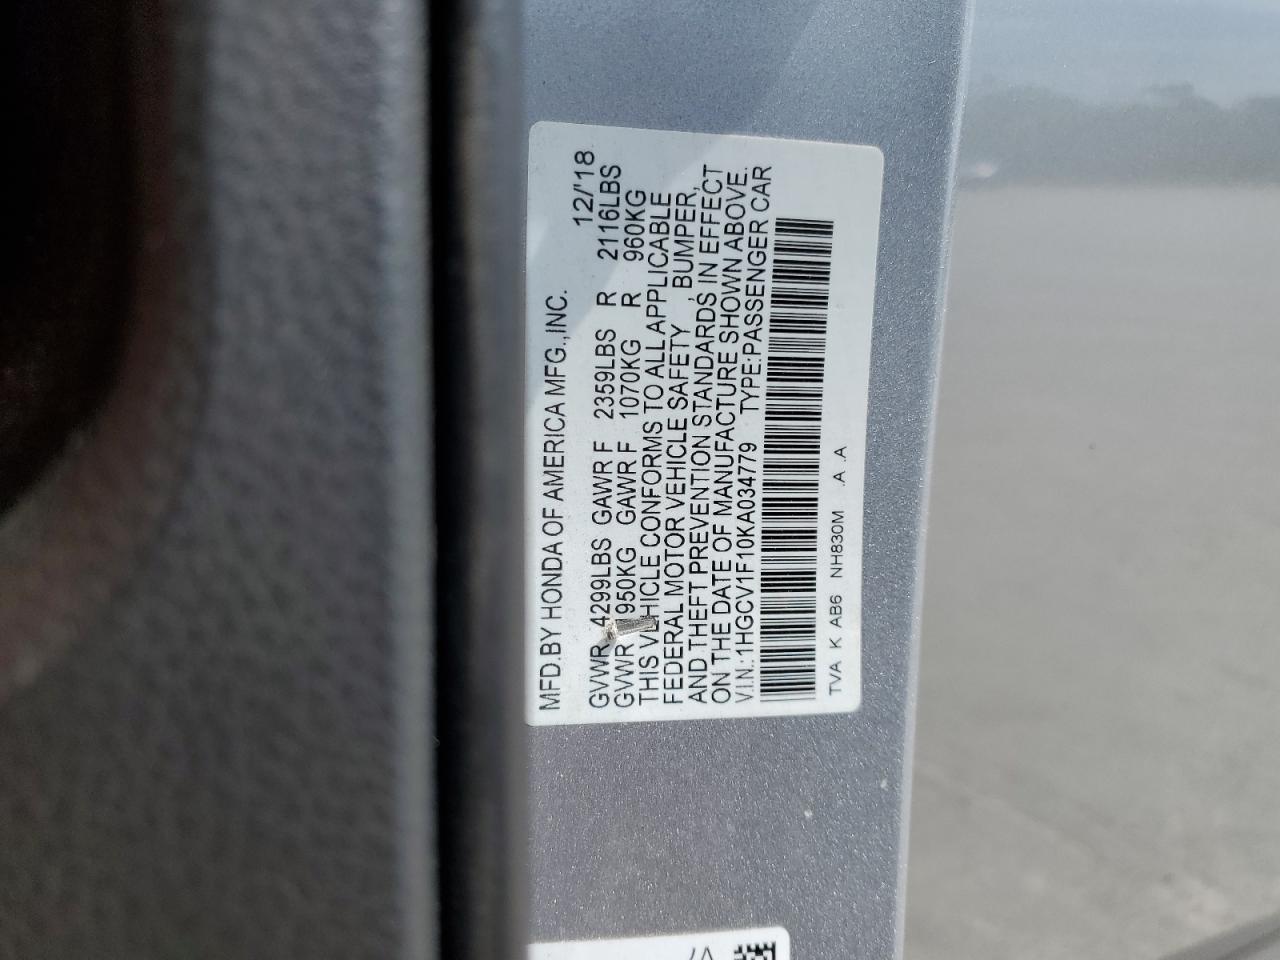 MFD.BY HONDA OF AMERICA MFG.,INC. 12/'18
GVWR 4299LBS GAWR F 2359LBS R 2116LBS
GVWR 1950KG GAWR F 1070KG R 960KG
THIS VEHICLE CONFORMS TO ALL APPLICABLE
FEDERAL MOTOR VEHICLE SAFETY , BUMPER,
AND THEFT PREVENTION STANDARDS IN EFFECT
ON THE DATE OF MANUFACTURE SHOWN ABOVE.
V.I.N.:1HGCV1F10KA034779 TYPE:PASSENGER CAR
TVA K AB6 NH830M .A .A